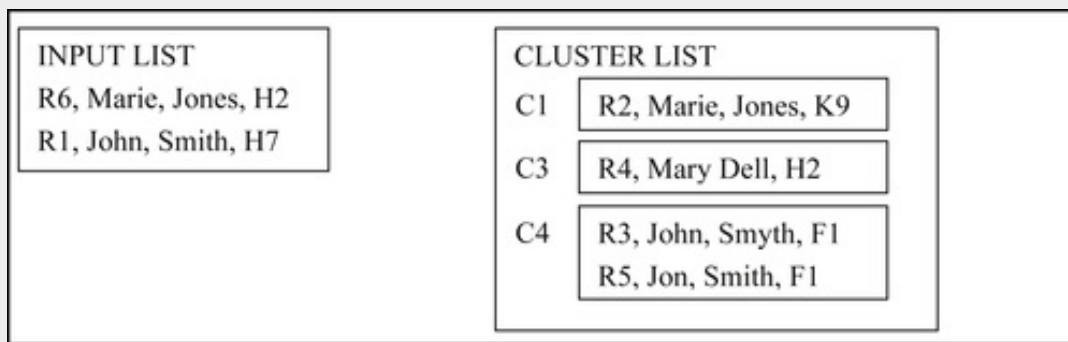 INPUT LIST
R6, Marie, Jones, H2
R1, John, Smith, H7
CLUSTER LIST
C1 R2, Marie, Jones, K9
C3 R4, Mary Dell, H2
C4 R3, John, Smyth, F1
R5, Jon, Smith, F1